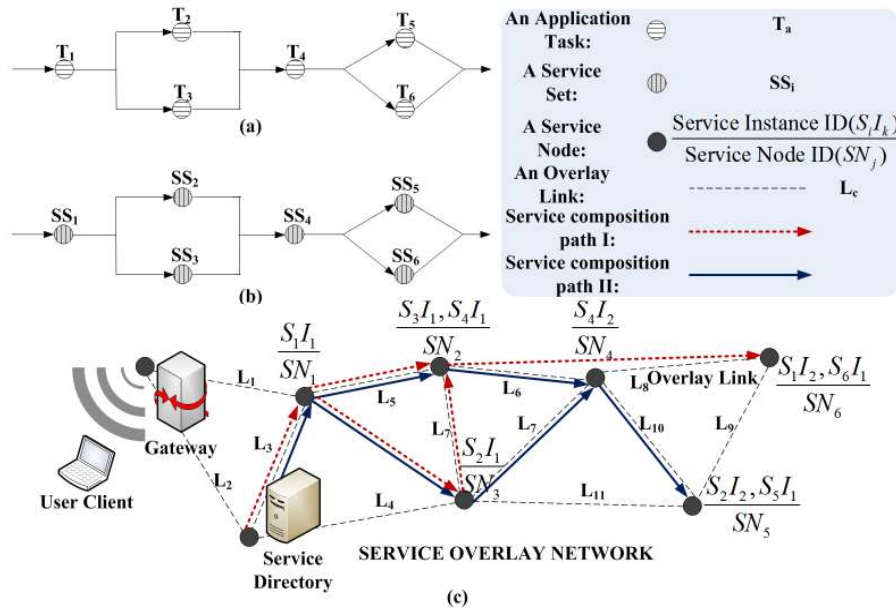 T₂
T₁
T₄
T₅
T₃
T₆
(a)
SS₂
SS₁
SS₄
SS₅
SS₃
SS₆
(b)
An Application Task:
Tₐ
A Service Set:
SSᵢ
A Service Node:
Service Instance ID(SᵢIₖ)
Service Node ID(SNⱼ)
An Overlay Link:
L_c
Service composition path I:
Service composition path II:
S₁I₁
SN₁
S₃I₁, S₄I₁
SN₂
S₄I₂
SN₄
L₁
L₅
L₆
L₈
Overlay Link
S₁I₂, S₆I₁
SN₆
Gateway
L₃
L₇
S₂I₁
SN₃
L₇
L₁₀
L₉
User Client
L₂
L₄
L₁₁
S₂I₂, S₅I₁
SN₅
Service Directory
SERVICE OVERLAY NETWORK
(c)